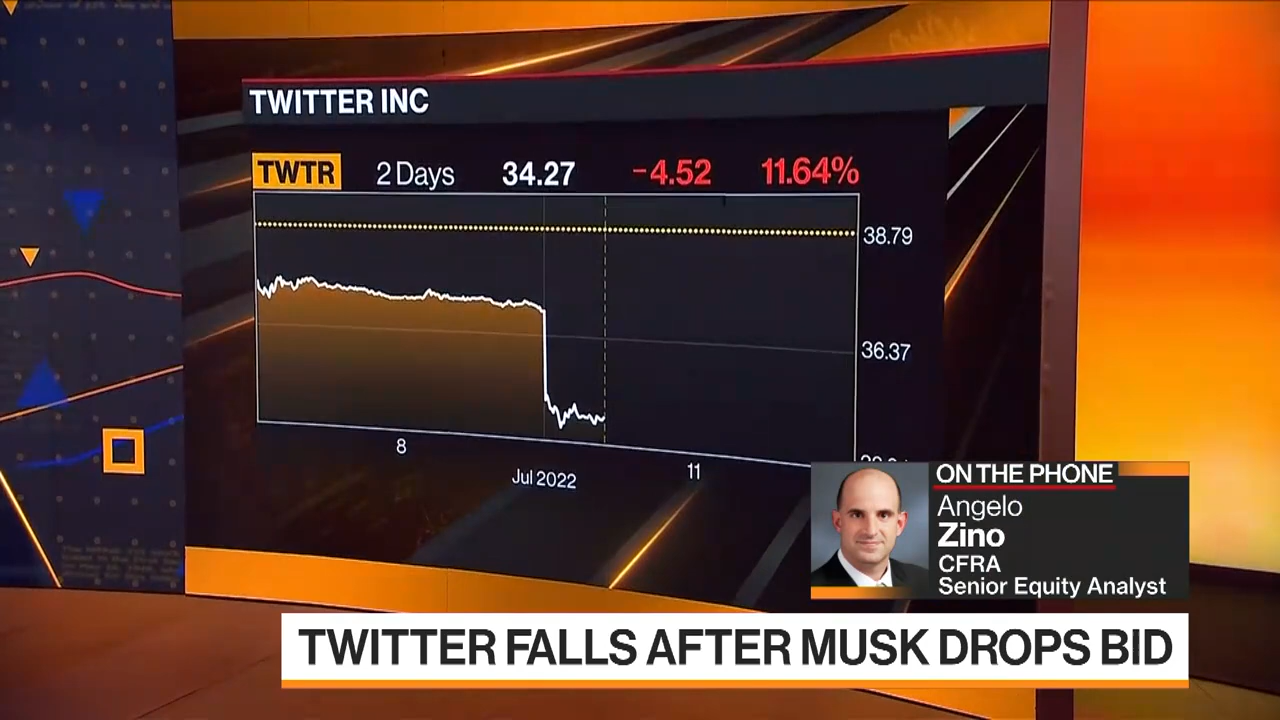 TWITTER INC
TWTR 2 Days 34.27 -4.52 11.64%
38.79
36.37
8
Jul 2022
11
ON THE PHONE
Angelo
Zino
CFRA
Senior Equity Analyst
TWITTER FALLS AFTER MUSK DROPS BID